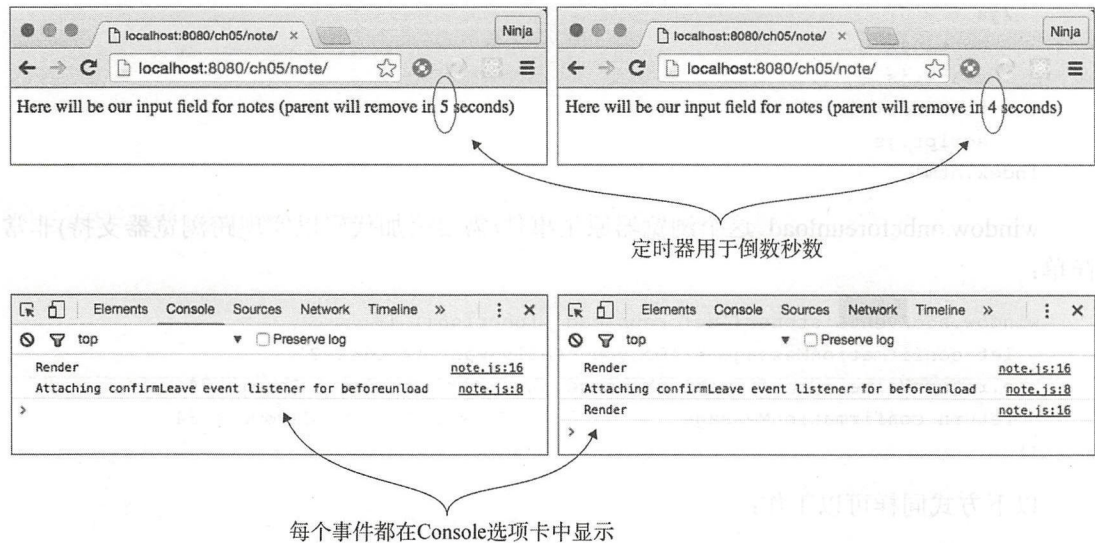 localhost:8080/ch05/note/ ×
Ninja
localhost:8080/ch05/note/
Here will be our input field for notes (parent will remove in 5 seconds)
localhost:8080/ch05/note/ ×
Ninja
localhost:8080/ch05/note/
Here will be our input field for notes (parent will remove in 4 seconds)
定时器用于倒数秒数
Elements Console Sources Network Timeline »
top Preserve log
Render note.js:16
Attaching confirmLeave event listener for beforeunload note.js:8
>
Elements Console Sources Network Timeline »
top Preserve log
Render note.js:16
Attaching confirmLeave event listener for beforeunload note.js:8
Render note.js:16
>
每个事件都在Console选项卡中显示